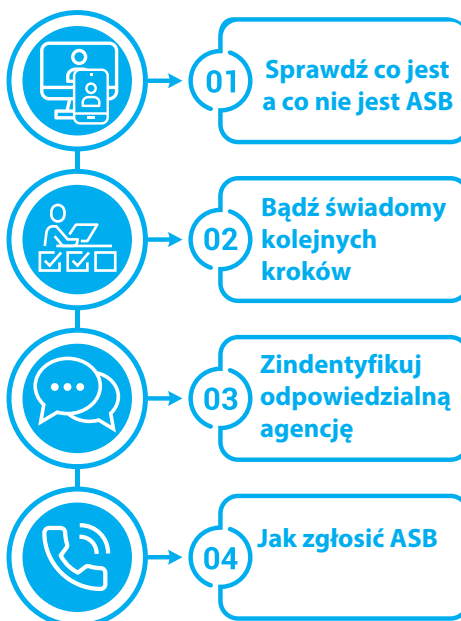 01
Sprawdź co jest
a co nie jest ASB
02
Bądź świadomy
kolejnych
kroków
03
Zindentyfikuj
odpowiedzialną
agencję
04
Jak zgłosić ASB